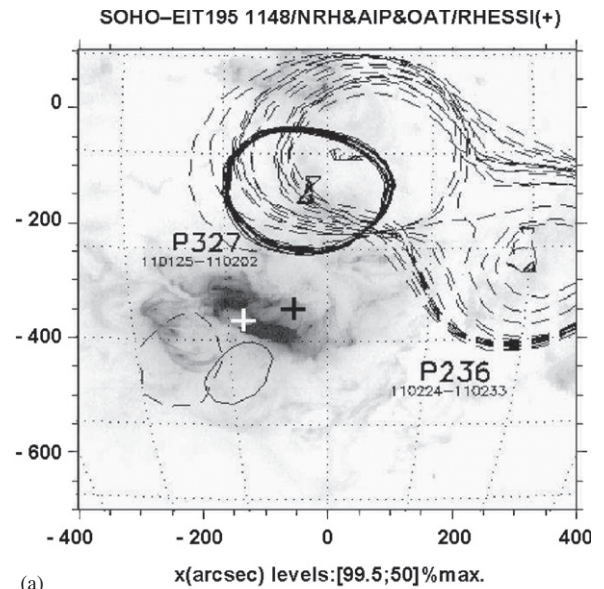 SOHO–EIT195 1148/NRH&AIP&OAT/RHESSI(+)
0
- 200
- 400
- 600
P327
110125–110202
P236
110224–110233
- 400
- 200
0
200
400
(a)
x(arcsec) levels:[99.5;50]%max.